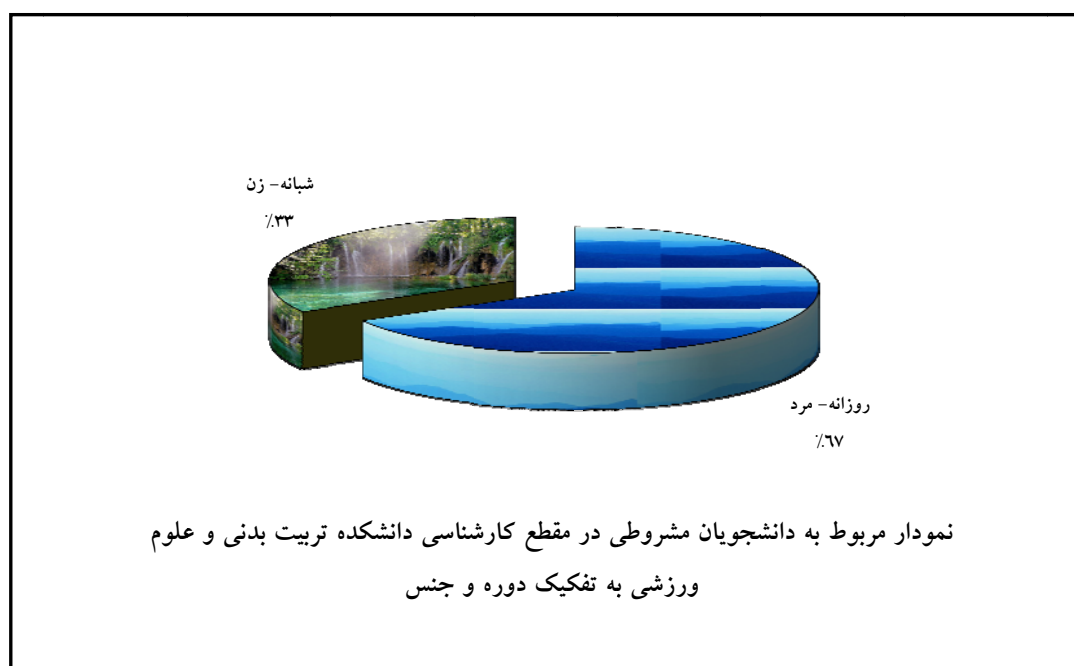 شبانه- زن
٪۳۳
روزانه- مرد
٪٦٧
نمودار مربوط به دانشجویان مشروطی در مقطع کارشناسی دانشکده تربیت بدنی و علوم
ورزشی به تفکیک دوره و جنس